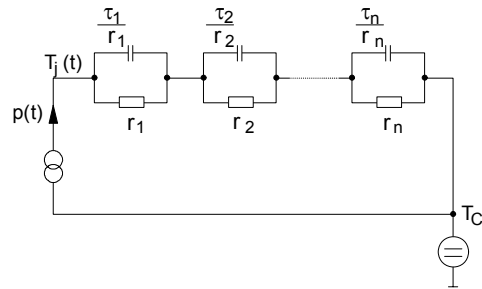 τ1 τ2 τn
r1 r2 rn
Tj (t)
r1 r2 rn
p(t)
TC